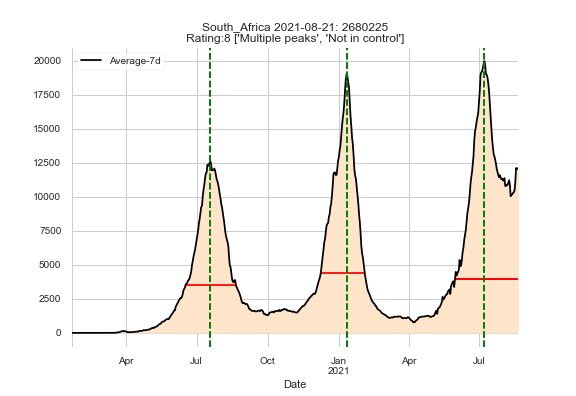 South_Africa 2021-08-21: 2680225
Rating:8 ['Multiple peaks', 'Not in control']
Average-7d
20000
17500
15000
12500
10000
7500
5000
2500
0
Apr Jul Oct Jan Apr Jul
2021
Date